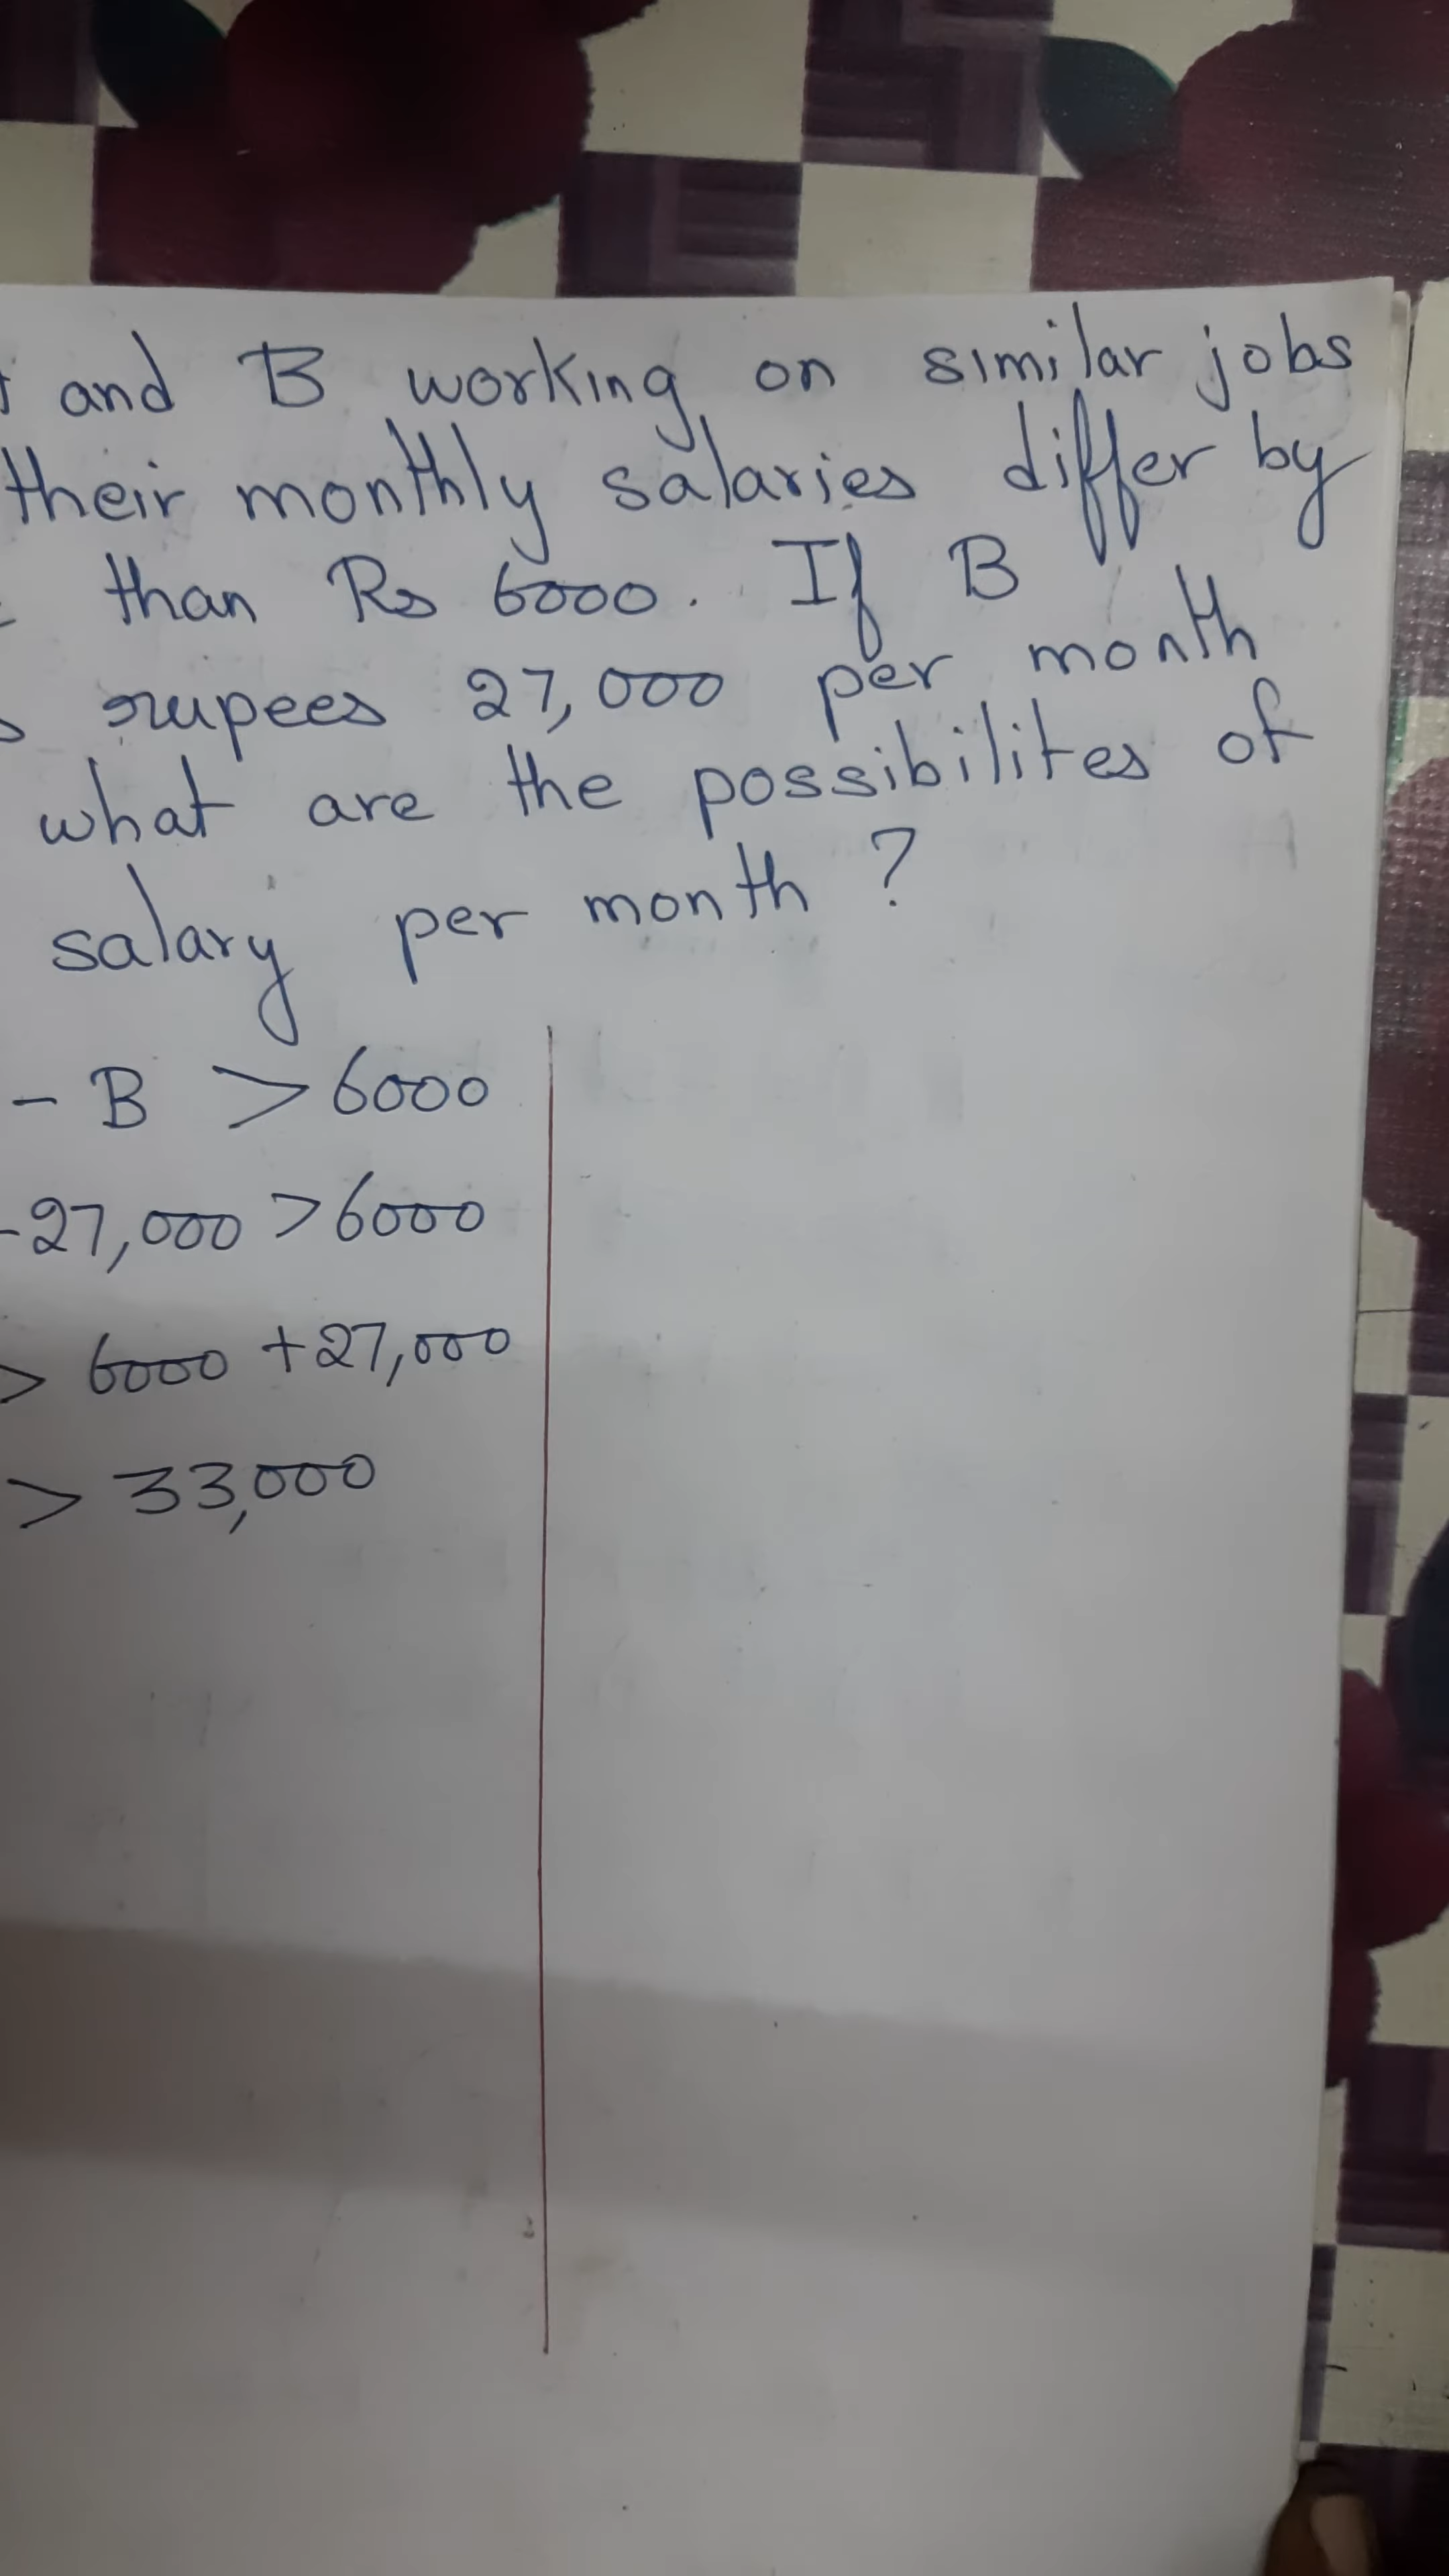 and B working on similar jobs
their monthly salaries differ by
than Rs 6000. If B
rupees 27,000 per month
what are the possibilites of
salary per month ?
- B > 6000
-27,000 > 6000
> 6000 + 27,000
> 33,000